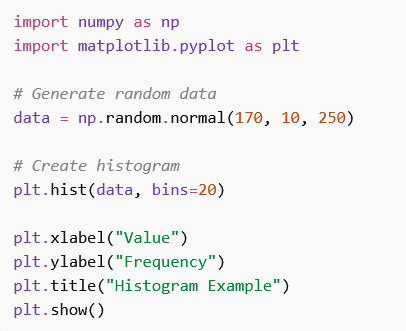 import numpy as np
import matplotlib.pyplot as plt
# Generate random data
data = np.random.normal(170, 10, 250)
# Create histogram
plt.hist(data, bins=20)
plt.xlabel("Value")
plt.ylabel("Frequency")
plt.title("Histogram Example")
plt.show()